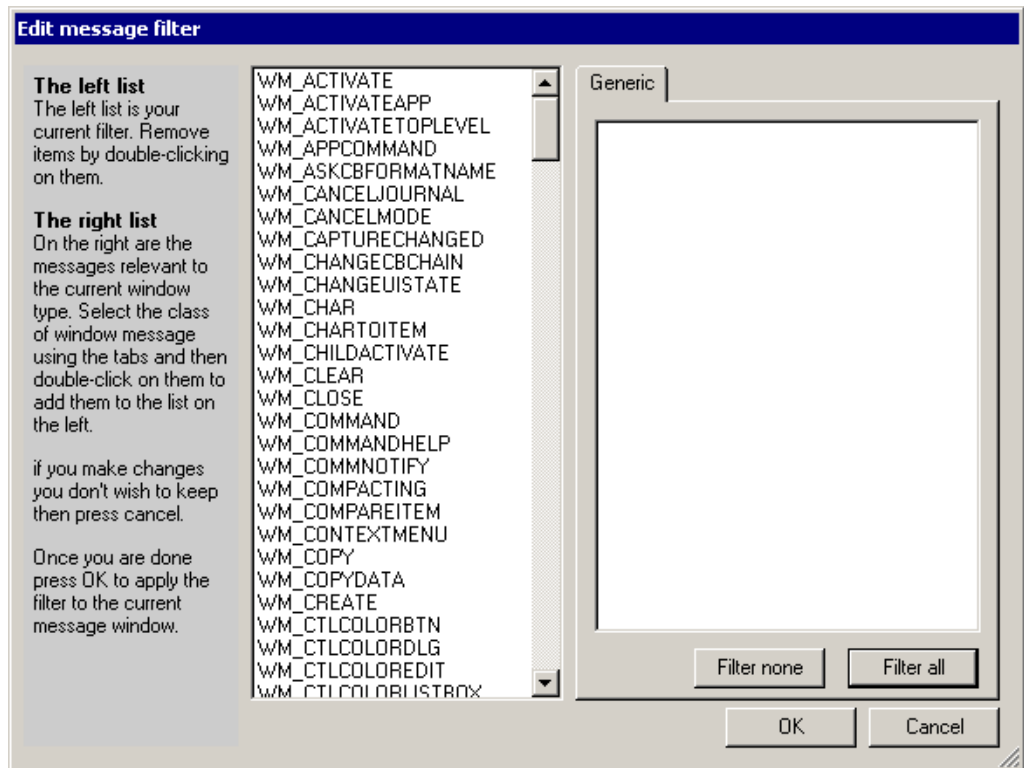 Edit message filter
The left list
The left list is your
current filter. Remove
items by double-clicking
on them.
The right list
On the right are the
messages relevant to
the current window
type. Select the class
of window message
using the tabs and then
double-click on them to
add them to the list on
the left.
if you make changes
you don't wish to keep
then press cancel.
Once you are done
press OK to apply the
filter to the current
message window.
WM_ACTIVATE
WM_ACTIVATEAPP
WM_ACTIVATETOPLEVEL
WM_APPCOMMAND
WM_ASKCBFORMATNAME
WM_CANCELJOURNAL
WM_CANCELMODE
WM_CAPTURECHANGED
WM_CHANGECBCHAIN
WM_CHANGEUISTATE
WM_CHAR
WM_CHARTOITEM
WM_CHILDACTIVATE
WM_CLEAR
WM_CLOSE
WM_COMMAND
WM_COMMANDHELP
WM_COMMNOTIFY
WM_COMPACTING
WM_COMPAREITEM
WM_CONTEXTMENU
WM_COPY
WM_COPYDATA
WM_CREATE
WM_CTLCOLORBTN
WM_CTLCOLORDLG
WM_CTLCOLOREDIT
WM_CTLCOLORLISTBOX
Generic
Filter none
Filter all
OK
Cancel